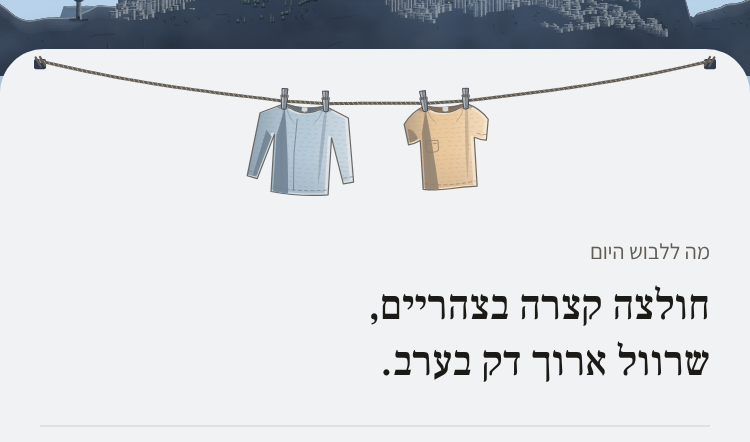 מה ללבוש היום
חולצה קצרה בצהריים,
שרוול ארוך דק בערב.